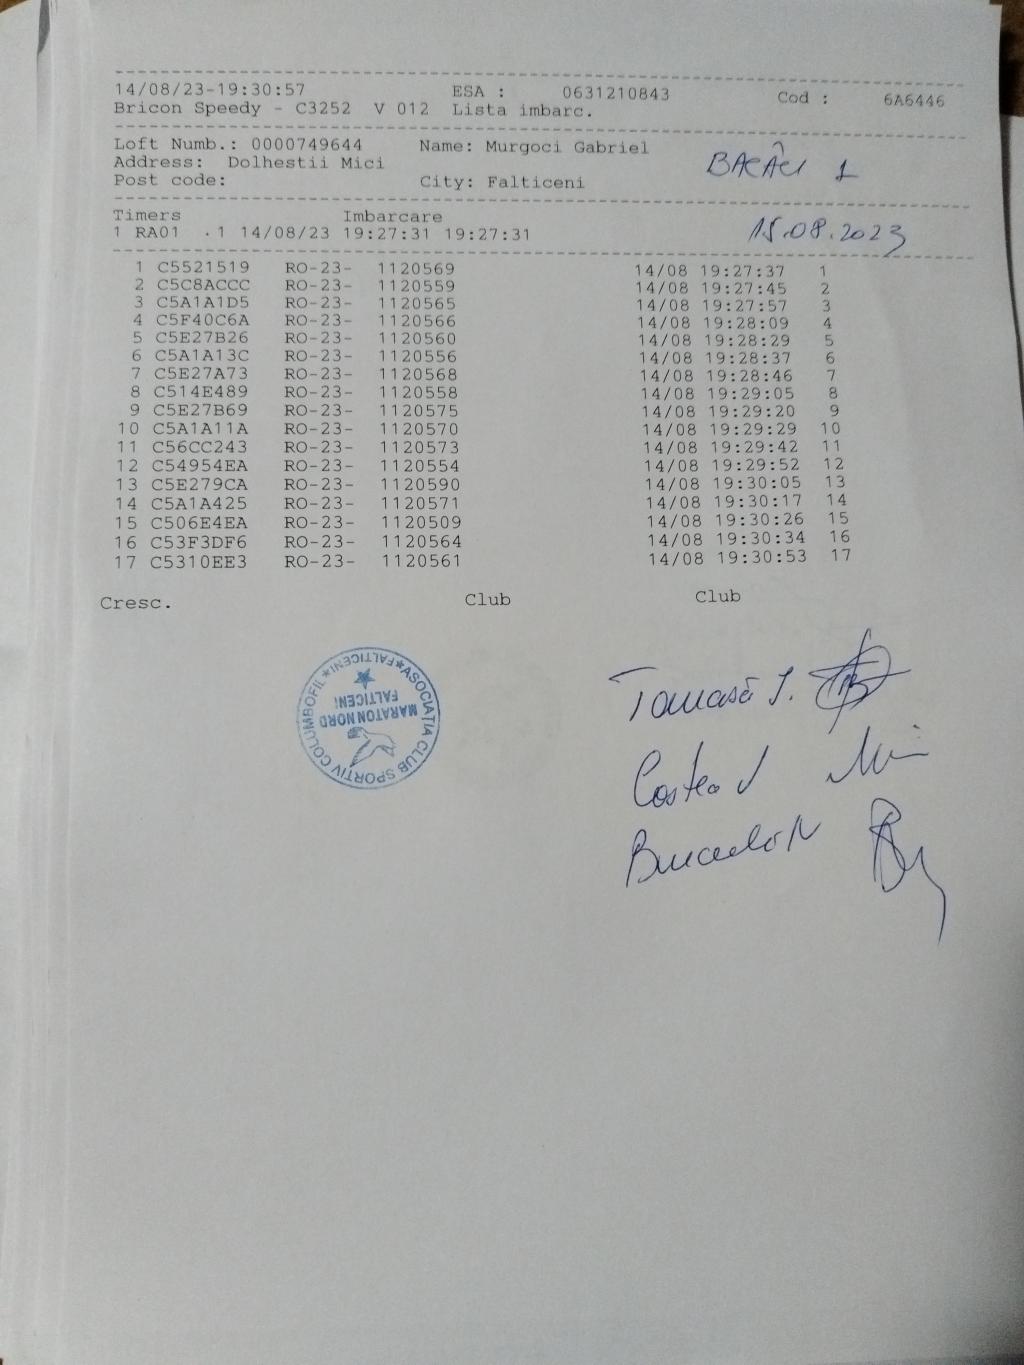 14/08/23-19:30:57 ESA : 0631210843 Cod : 6A6446
Bricon Speedy - C3252 V 012 Lista imbarc.
Loft Numb.: 0000749644 Name: Murgoci Gabriel
Address: Dolhestii Mici
Post code: City: Falticeni
BACÂU 1
Timers Imbarcare
1 RA01 .1 14/08/23 19:27:31 19:27:31
15.08.2023
1 C5521519 RO-23- 1120569 14/08 19:27:37 1
2 C5C8ACCC RO-23- 1120559 14/08 19:27:45 2
3 C5A1A1D5 RO-23- 1120565 14/08 19:27:57 3
4 C5F40C6A RO-23- 1120566 14/08 19:28:09 4
5 C5E27B26 RO-23- 1120560 14/08 19:28:29 5
6 C5A1A13C RO-23- 1120556 14/08 19:28:37 6
7 C5E27A73 RO-23- 1120568 14/08 19:28:46 7
8 C514E489 RO-23- 1120558 14/08 19:29:05 8
9 C5E27B69 RO-23- 1120575 14/08 19:29:20 9
10 C5A1A11A RO-23- 1120570 14/08 19:29:29 10
11 C56CC243 RO-23- 1120573 14/08 19:29:42 11
12 C54954EA RO-23- 1120554 14/08 19:29:52 12
13 C5E279CA RO-23- 1120590 14/08 19:30:05 13
14 C5A1A425 RO-23- 1120571 14/08 19:30:17 14
15 C506E4EA RO-23- 1120509 14/08 19:30:26 15
16 C53F3DF6 RO-23- 1120564 14/08 19:30:34 16
17 C5310EE3 RO-23- 1120561 14/08 19:30:53 17
Cresc. Club Club
ASOCIATIA CLUB SPORTIV COLUMBOFIL *FALTICENI*
MARATON NORD
FALTICENI
Tomasă I.
Costea V